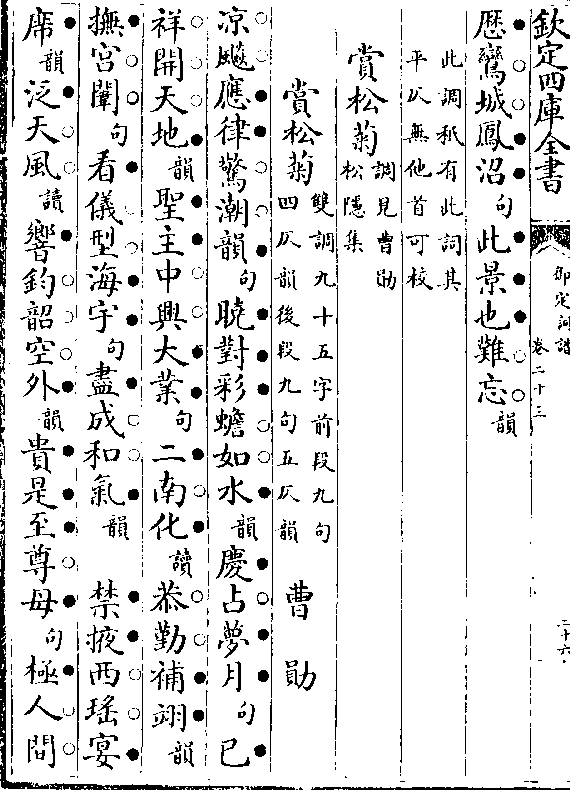 欽定四庫全書 御定詞譜 卷二十三 二十六
歷鸞城鳳沼句此景也難忘韻
此調秖有此詞其
平仄無他首可校
賞松菊調見曹勛
松隱集
賞松菊雙調九十五字前段九句
四仄韻後段九句五仄韻 曹勛
凉飈應律驚潮韻句曉對彩蟾如水韻慶占夢月句已
祥開天地韻聖主中興大業句二南化讀恭勤補翊韻
撫宮闈句看儀型海宇句盡成和氣韻 禁掖西瑤宴
席韻泛天風讀響鈞韶空外韻貴是至尊母句極人間